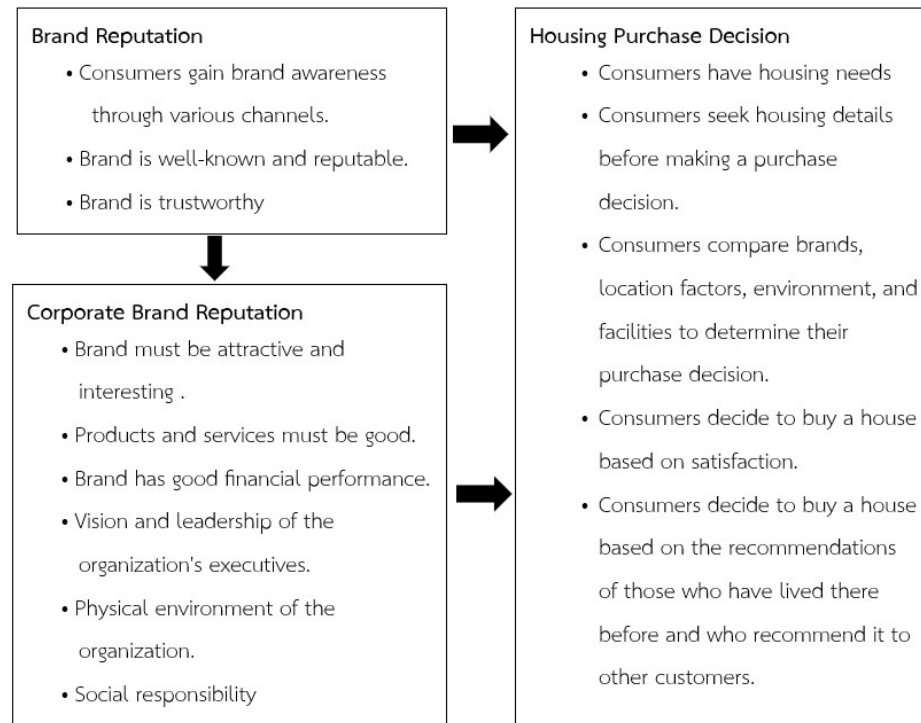 Brand Reputation
• Consumers gain brand awareness
through various channels.
• Brand is well-known and reputable.
• Brand is trustworthy
Corporate Brand Reputation
• Brand must be attractive and
interesting .
• Products and services must be good.
• Brand has good financial performance.
• Vision and leadership of the
organization's executives.
• Physical environment of the
organization.
• Social responsibility
Housing Purchase Decision
• Consumers have housing needs
• Consumers seek housing details
before making a purchase
decision.
• Consumers compare brands,
location factors, environment, and
facilities to determine their
purchase decision.
• Consumers decide to buy a house
based on satisfaction.
• Consumers decide to buy a house
based on the recommendations
of those who have lived there
before and who recommend it to
other customers.